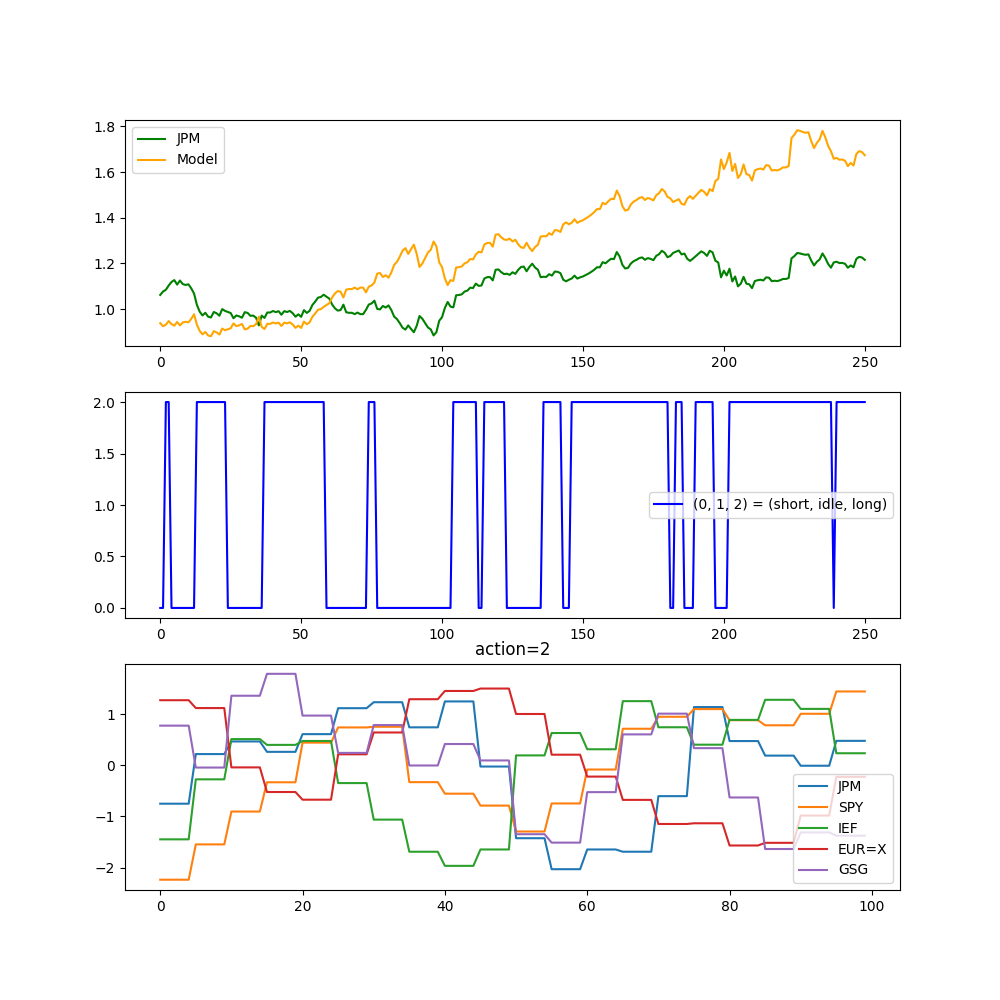 1.8
1.6
1.4
1.2
1.0
JPM
Model
0 50 100 150 200 250
2.0
1.5
1.0
0.5
0.0
(0, 1, 2) = (short, idle, long)
0 50 100 150 200 250
action=2
1
0
−1
−2
JPM
SPY
IEF
EUR=X
GSG
0 20 40 60 80 100